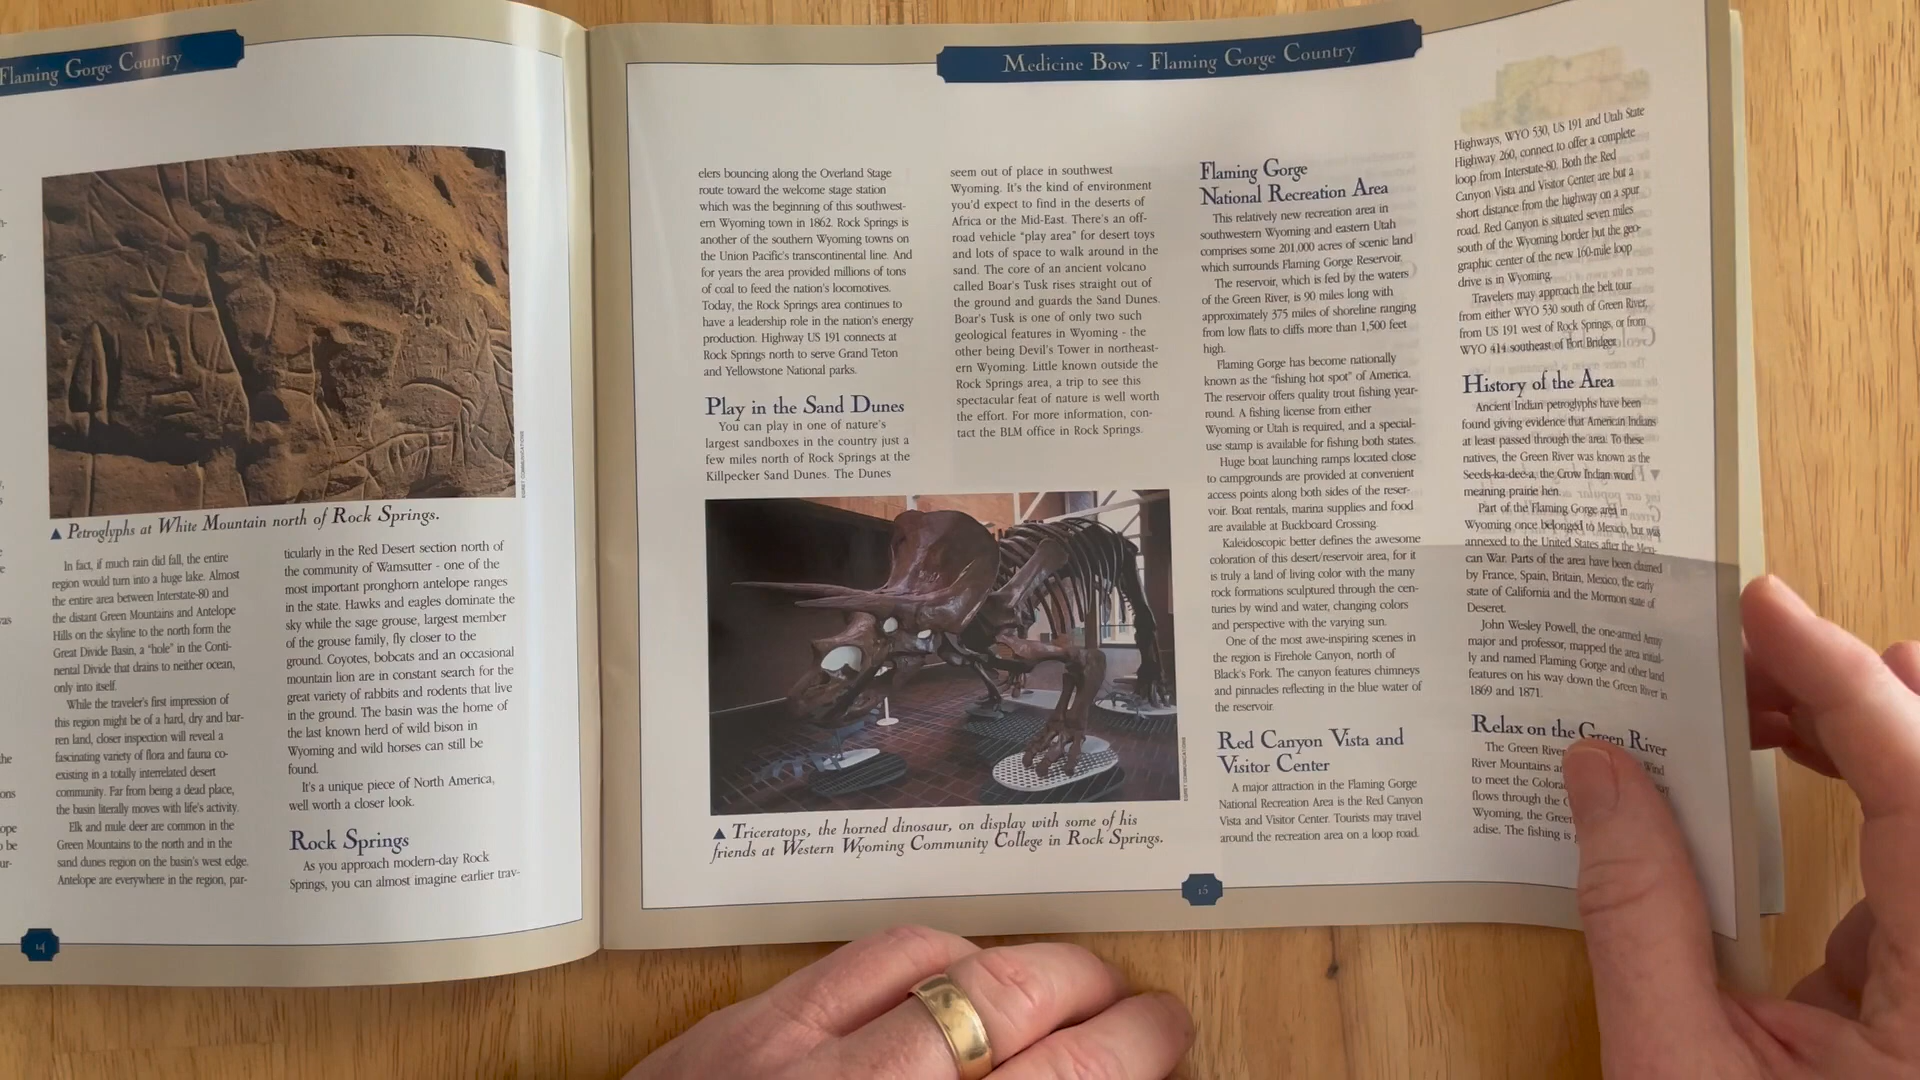 Flaming Gorge Country
EGRET COMMUNICATIONS
▲ Petroglyphs at White Mountain north of Rock Springs.
In fact, if much rain did fall, the entire
region would turn into a huge lake. Almost
the entire area between Interstate-80 and
the distant Green Mountains and Antelope
Hills on the skyline to the north form the
Great Divide Basin, a "hole" in the Conti-
nental Divide that drains to neither ocean,
only into itself.
While the traveler's first impression of
this region might be of a hard, dry and bar-
ren land, closer inspection will reveal a
fascinating variety of flora and fauna co-
existing in a totally interrelated desert
community. Far from being a dead place,
the basin literally moves with life's activity.
Elk and mule deer are common in the
Green Mountains to the north and in the
sand dunes region on the basin's west edge.
Antelope are everywhere in the region, par-
ticularly in the Red Desert section north of
the community of Wamsutter - one of the
most important pronghorn antelope ranges
in the state. Hawks and eagles dominate the
sky while the sage grouse, largest member
of the grouse family, fly closer to the
ground. Coyotes, bobcats and an occasional
mountain lion are in constant search for the
great variety of rabbits and rodents that live
in the ground. The basin was the home of
the last known herd of wild bison in
Wyoming and wild horses can still be
found.
It's a unique piece of North America,
well worth a closer look.
Rock Springs
As you approach modern-day Rock
Springs, you can almost imagine earlier trav-
14
Medicine Bow - Flaming Gorge Country
elers bouncing along the Overland Stage
route toward the welcome stage station
which was the beginning of this southwest-
ern Wyoming town in 1862. Rock Springs is
another of the southern Wyoming towns on
the Union Pacific's transcontinental line. And
for years the area provided millions of tons
of coal to feed the nation's locomotives.
Today, the Rock Springs area continues to
have a leadership role in the nation's energy
production. Highway US 191 connects at
Rock Springs north to serve Grand Teton
and Yellowstone National parks.
Play in the Sand Dunes
You can play in one of nature's
largest sandboxes in the country just a
few miles north of Rock Springs at the
Killpecker Sand Dunes. The Dunes
seem out of place in southwest
Wyoming. It's the kind of environment
you'd expect to find in the deserts of
Africa or the Mid-East. There's an off-
road vehicle "play area" for desert toys
and lots of space to walk around in the
sand. The core of an ancient volcano
called Boar's Tusk rises straight out of
the ground and guards the Sand Dunes.
Boar's Tusk is one of only two such
geological features in Wyoming - the
other being Devil's Tower in northeast-
ern Wyoming. Little known outside the
Rock Springs area, a trip to see this
spectacular feat of nature is well worth
the effort. For more information, con-
tact the BLM office in Rock Springs.
EGRET COMMUNICATIONS
▲ Triceratops, the horned dinosaur, on display with some of his
friends at Western Wyoming Community College in Rock Springs.
Flaming Gorge
National Recreation Area
This relatively new recreation area in
southwestern Wyoming and eastern Utah
comprises some 201,000 acres of scenic land
which surrounds Flaming Gorge Reservoir.
The reservoir, which is fed by the waters
of the Green River, is 90 miles long with
approximately 375 miles of shoreline ranging
from low flats to cliffs more than 1,500 feet
high.
Flaming Gorge has become nationally
known as the "fishing hot spot" of America.
The reservoir offers quality trout fishing year-
round. A fishing license from either
Wyoming or Utah is required, and a special-
use stamp is available for fishing both states.
Huge boat launching ramps located close
to campgrounds are provided at convenient
access points along both sides of the reser-
voir. Boat rentals, marina supplies and food
are available at Buckboard Crossing.
Kaleidoscopic better defines the awesome
coloration of this desert/reservoir area, for it
is truly a land of living color with the many
rock formations sculptured through the cen-
turies by wind and water, changing colors
and perspective with the varying sun.
One of the most awe-inspiring scenes in
the region is Firehole Canyon, north of
Black's Fork. The canyon features chimneys
and pinnacles reflecting in the blue water of
the reservoir.
Red Canyon Vista and
Visitor Center
A major attraction in the Flaming Gorge
National Recreation Area is the Red Canyon
Vista and Visitor Center. Tourists may travel
around the recreation area on a loop road.
Highways, WYO 530, US 191 and Utah State
Highway 260, connect to offer a complete
loop from Interstate-80. Both the Red
Canyon Vista and Visitor Center are but a
short distance from the highway on a spur
road. Red Canyon is situated seven miles
south of the Wyoming border but the geo-
graphic center of the new 160-mile loop
drive is in Wyoming.
Travelers may approach the belt tour
from either WYO 530 south of Green River,
from US 191 west of Rock Springs, or from
WYO 414 southeast of Fort Bridger.
History of the Area
Ancient Indian petroglyphs have been
found giving evidence that American Indians
at least passed through the area. To these
natives, the Green River was known as the
Seeds-ka-dee-a, the Crow Indian word
meaning prairie hen.
Part of the Flaming Gorge area in
Wyoming once belonged to Mexico, but was
annexed to the United States after the Mexi-
can War. Parts of the area have been claimed
by France, Spain, Britain, Mexico, the early
state of California and the Mormon state of
Deseret.
John Wesley Powell, the one-armed Army
major and professor, mapped the area initial-
ly and named Flaming Gorge and other land
features on his way down the Green River in
1869 and 1871.
Relax on the Green River
The Green River Wind
River Mountains
to meet the
flows through the
Wyoming, the Green
adise. The fishing is
15